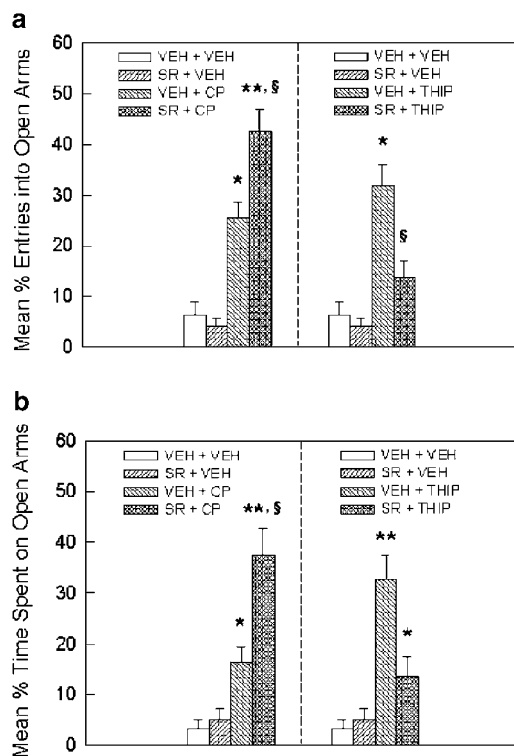 a
Mean % Entries into Open Arms
60
50
40
30
20
10
0
VEH + VEH
SR + VEH
VEH + CP
SR + CP
*
**, §
VEH + VEH
SR + VEH
VEH + THIP
SR + THIP
*
§
b
Mean % Time Spent on Open Arms
60
50
40
30
20
10
0
VEH + VEH
SR + VEH
VEH + CP
SR + CP
*
**, §
VEH + VEH
SR + VEH
VEH + THIP
SR + THIP
**
*